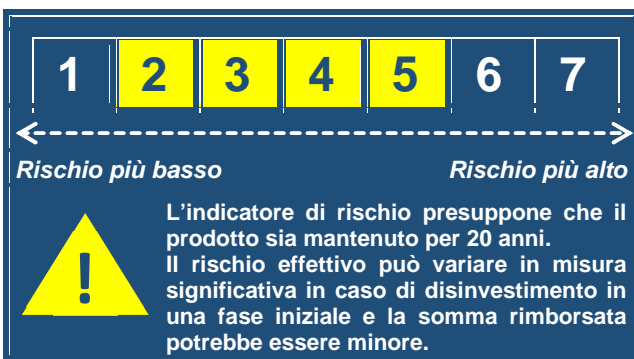 1 2 3 4 5 6 7
Rischio più basso Rischio più alto
L'indicatore di rischio presuppone che il
prodotto sia mantenuto per 20 anni.
Il rischio effettivo può variare in misura
significativa in caso di disinvestimento in
una fase iniziale e la somma rimborsata
potrebbe essere minore.
!